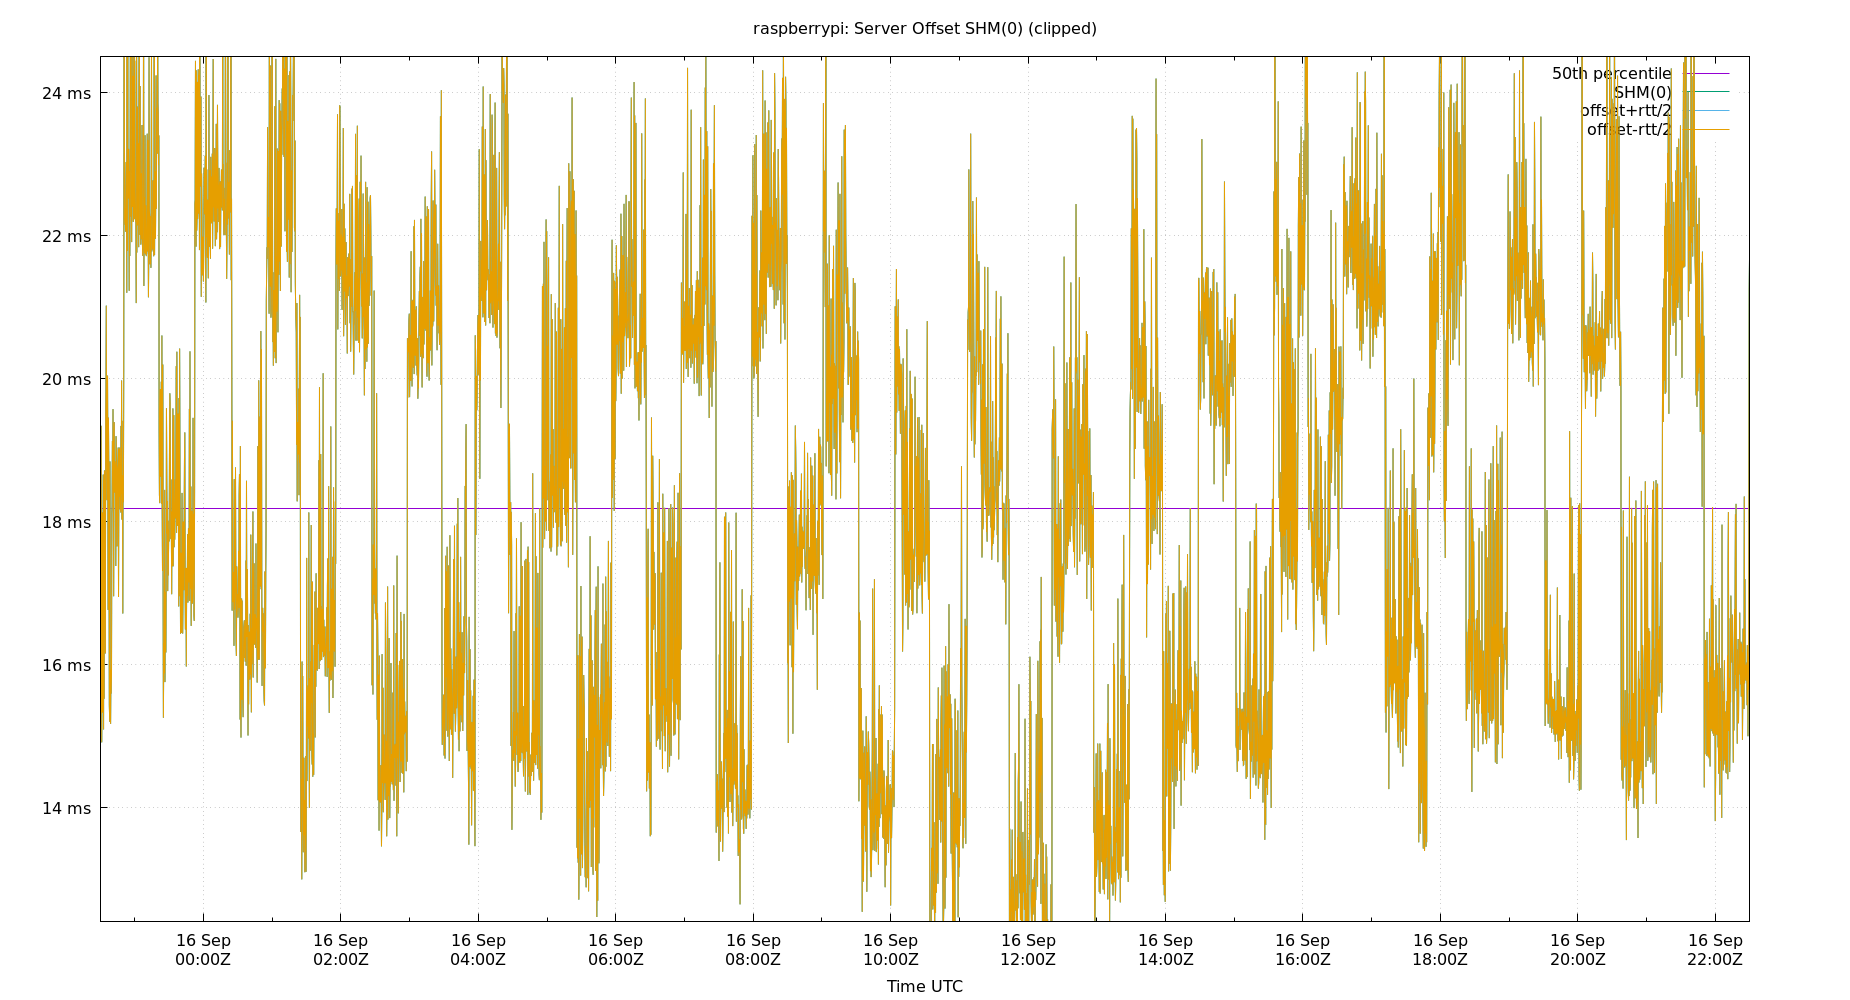 raspberrypi: Server Offset SHM(0) (clipped)
50th percentile
SHM(0)
offset+rtt/2
offset-rtt/2
24 ms
22 ms
20 ms
18 ms
16 ms
14 ms
16 Sep 16 Sep 16 Sep 16 Sep 16 Sep 16 Sep 16 Sep 16 Sep 16 Sep 16 Sep 16 Sep 16 Sep
00:00Z 02:00Z 04:00Z 06:00Z 08:00Z 10:00Z 12:00Z 14:00Z 16:00Z 18:00Z 20:00Z 22:00Z
Time UTC